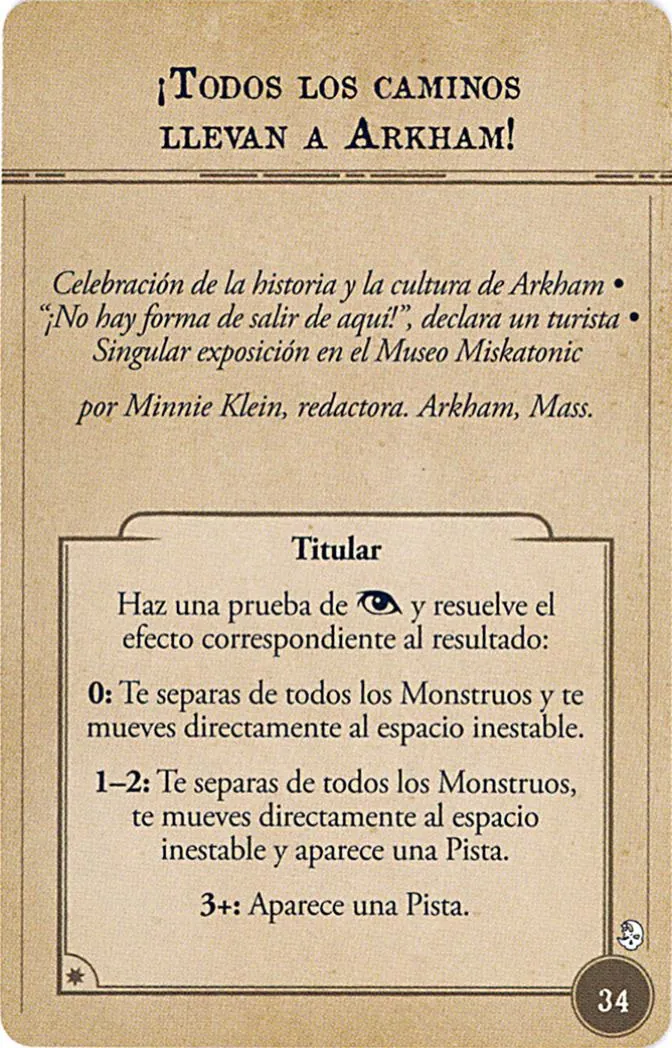 ¡Todos los caminos
llevan a Arkham!
Celebración de la historia y la cultura de Arkham •
“¡No hay forma de salir de aquí!”, declara un turista •
Singular exposición en el Museo Miskatonic
por Minnie Klein, redactora. Arkham, Mass.
Titular
Haz una prueba de y resuelve el
efecto correspondiente al resultado:
0: Te separas de todos los Monstruos y te
mueves directamente al espacio inestable.
1–2: Te separas de todos los Monstruos,
te mueves directamente al espacio
inestable y aparece una Pista.
3+: Aparece una Pista.
34